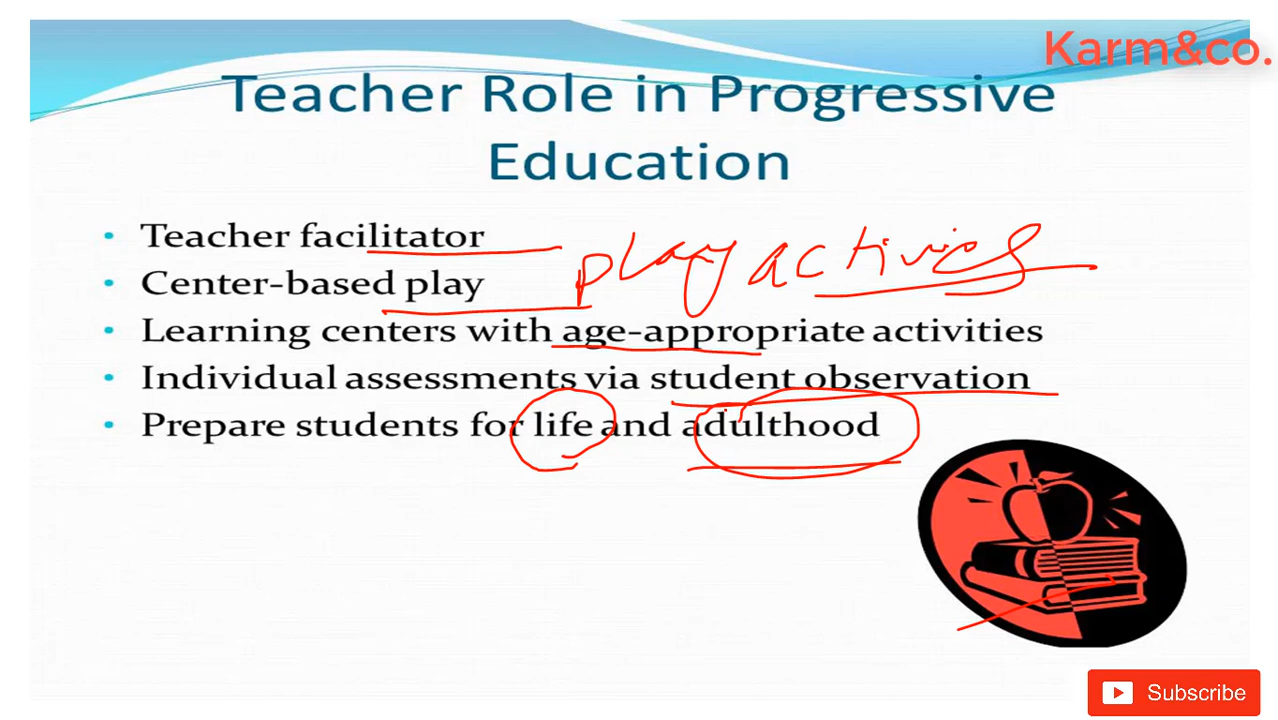 Karm&co.
Teacher Role in Progressive
Education
• Teacher facilitator
play activies
• Center-based play
• Learning centers with age-appropriate activities
• Individual assessments via student observation
• Prepare students for life and adulthood
Subscribe